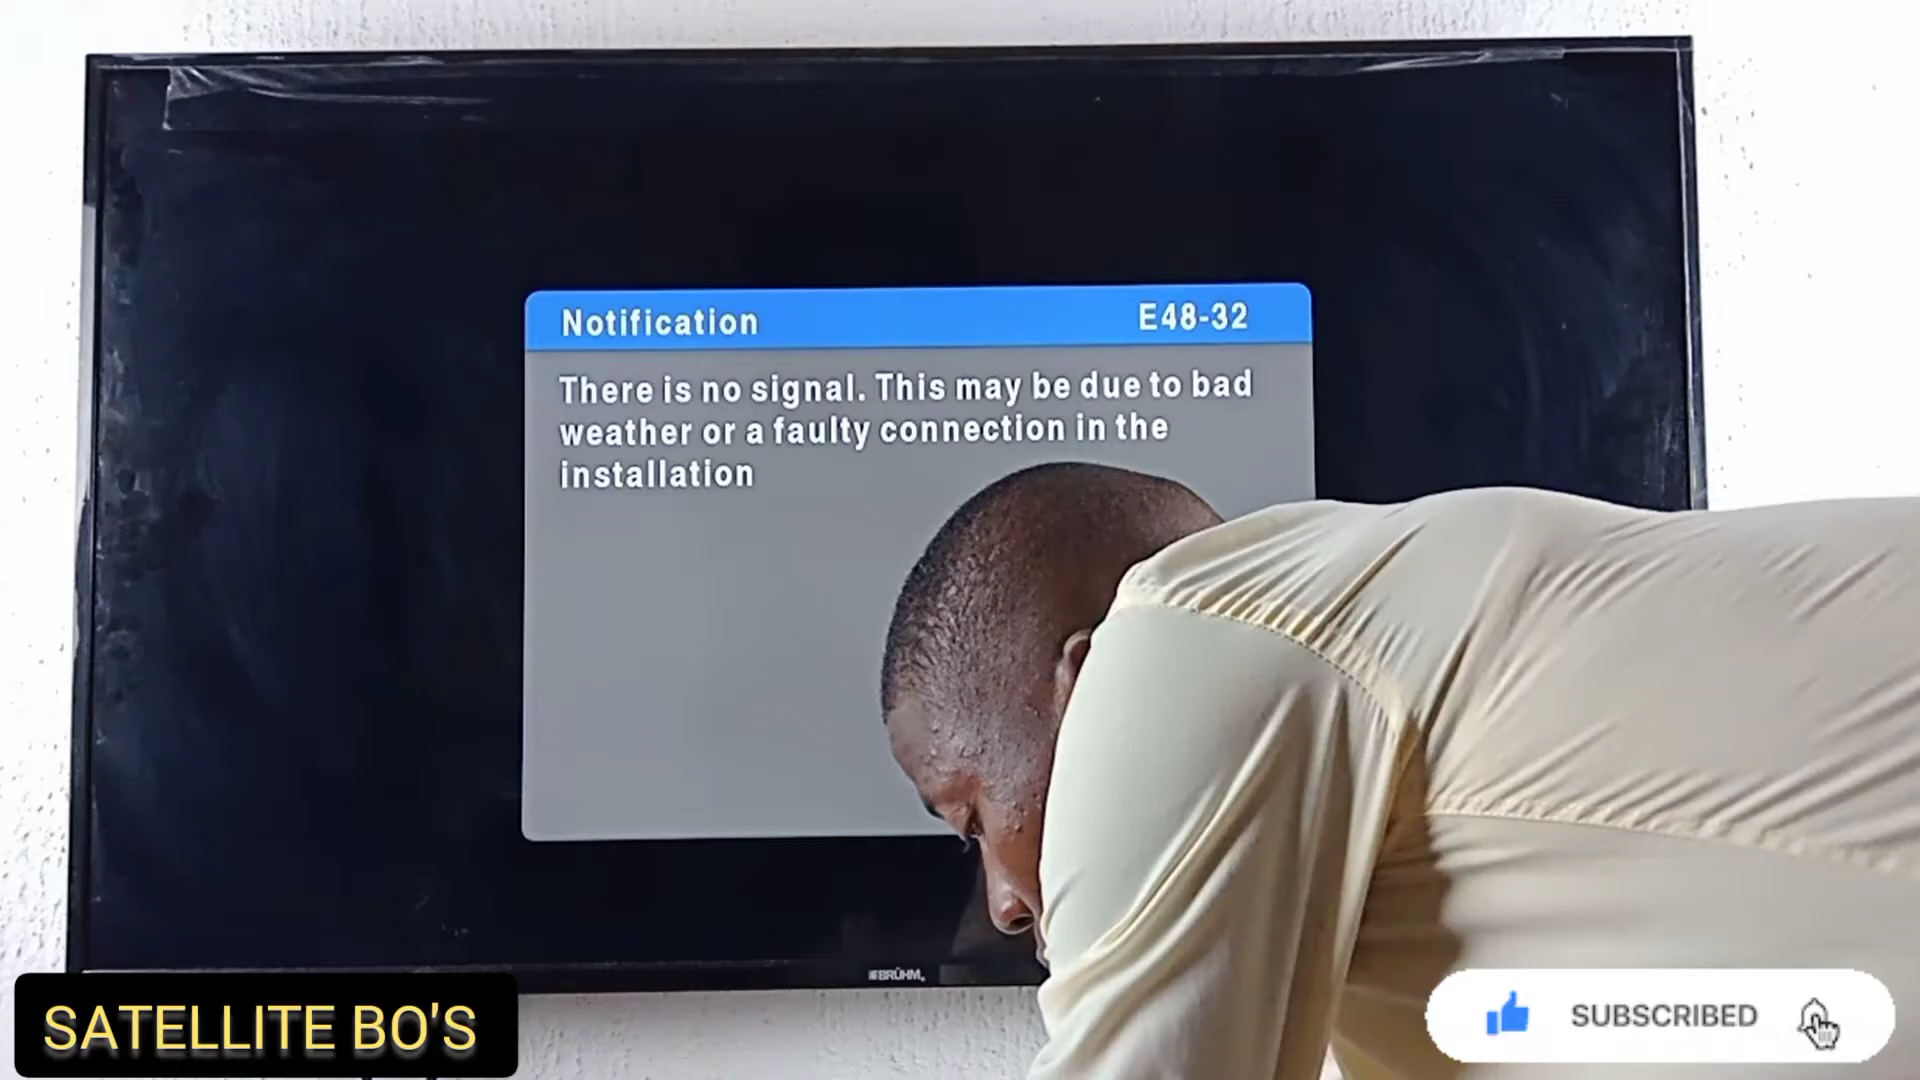 Notification E48-32
There is no signal. This may be due to bad
weather or a faulty connection in the
installation
BRÜHM
SATELLITE BO'S
SUBSCRIBED